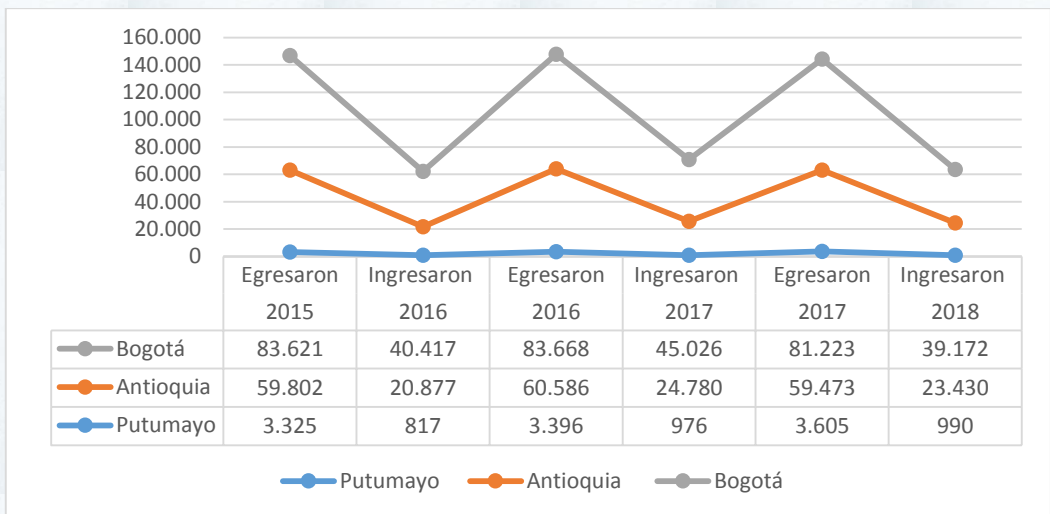 160.000
140.000
120.000
100.000
80.000
60.000
40.000
20.000
0
Egresaron 2015 Ingresaron 2016 Egresaron 2016 Ingresaron 2017 Egresaron 2017 Ingresaron 2018
Bogotá 83.621 40.417 83.668 45.026 81.223 39.172
Antioquia 59.802 20.877 60.586 24.780 59.473 23.430
Putumayo 3.325 817 3.396 976 3.605 990
Putumayo Antioquia Bogotá